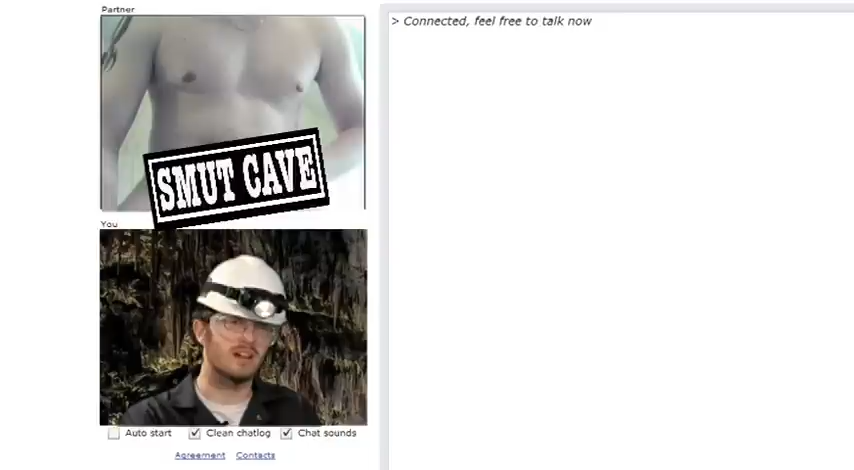 Partner
> Connected, feel free to talk now
SMUT CAVE
You
Auto start
Clean chatlog
Chat sounds
Agreement
Contacts